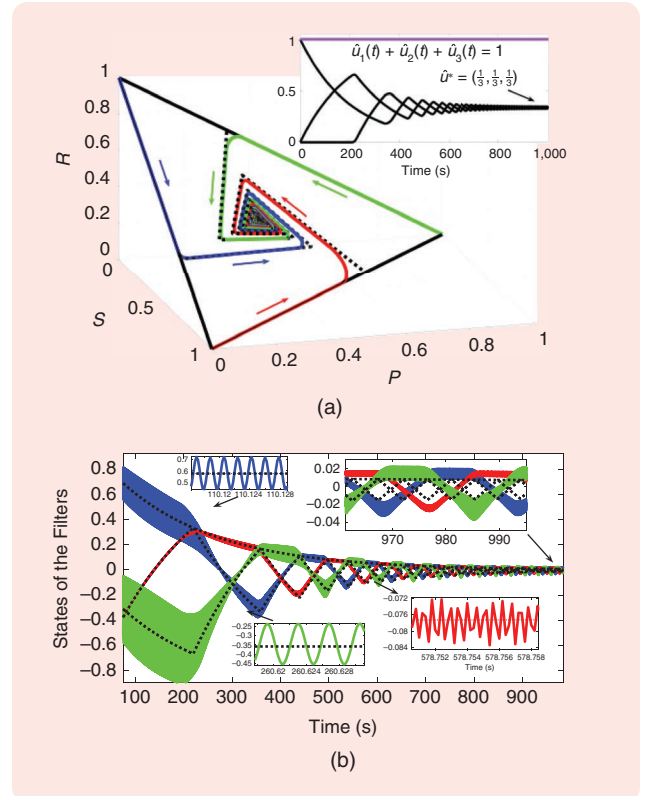 1
û₁(t) + û₂(t) + û₃(t) = 1
û* = (1/3, 1/3, 1/3)
0.5
0
0 200 400 600 800 1,000
Time (s)
1
0.8
0.6
0.4
0.2
0
R
0
0.5
1
S
0 0.2 0.4 0.6 0.8 1
P
(a)
0.8
0.6
0.4
0.2
0
−0.2
−0.4
−0.6
−0.8
States of the Filters
0.7
0.6
0.5
110.12 110.124 110.128
0.02
0
−0.02
−0.04
970 980 990
−0.25
−0.35
−0.45
260.62 260.624 260.628
−0.072
−0.076
−0.08
−0.084
578.752 578.754 578.756 578.758
Time (s)
100 200 300 400 500 600 700 800 900
Time (s)
(b)